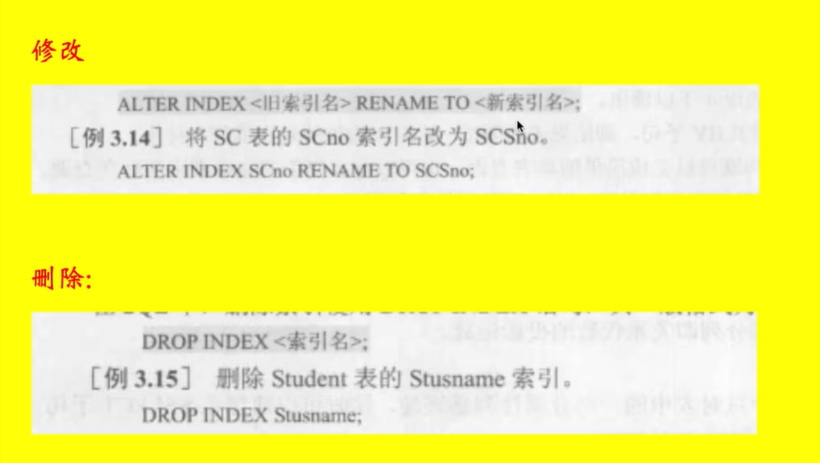 修改
ALTER INDEX <旧索引名> RENAME TO <新索引名>;
[例 3.14] 将 SC 表的 SCno 索引名改为 SCSno。
ALTER INDEX SCno RENAME TO SCSno;
删除:
DROP INDEX <索引名>;
[例 3.15] 删除 Student 表的 Stusname 索引。
DROP INDEX Stusname;